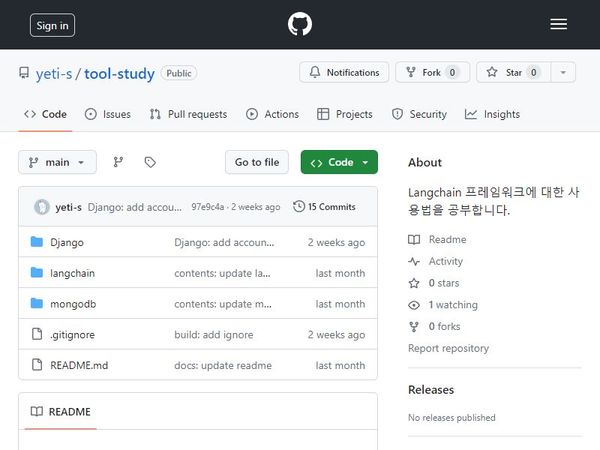 Sign in
yeti-s / tool-study Public
Notifications
Fork 0
Star 0
Code
Issues
Pull requests
Actions
Projects
Security
Insights
main
Go to file
Code
yeti-s Django: add accou... 97e9c4a · 2 weeks ago 15 Commits
Django Django: add accoun... 2 weeks ago
langchain contents: update la... last month
mongodb contents: update m... last month
.gitignore build: add ignore 2 weeks ago
README.md docs: update readme last month
README
About
Langchain 프레임워크에 대한 사
용법을 공부합니다.
Readme
Activity
0 stars
1 watching
0 forks
Report repository
Releases
No releases published